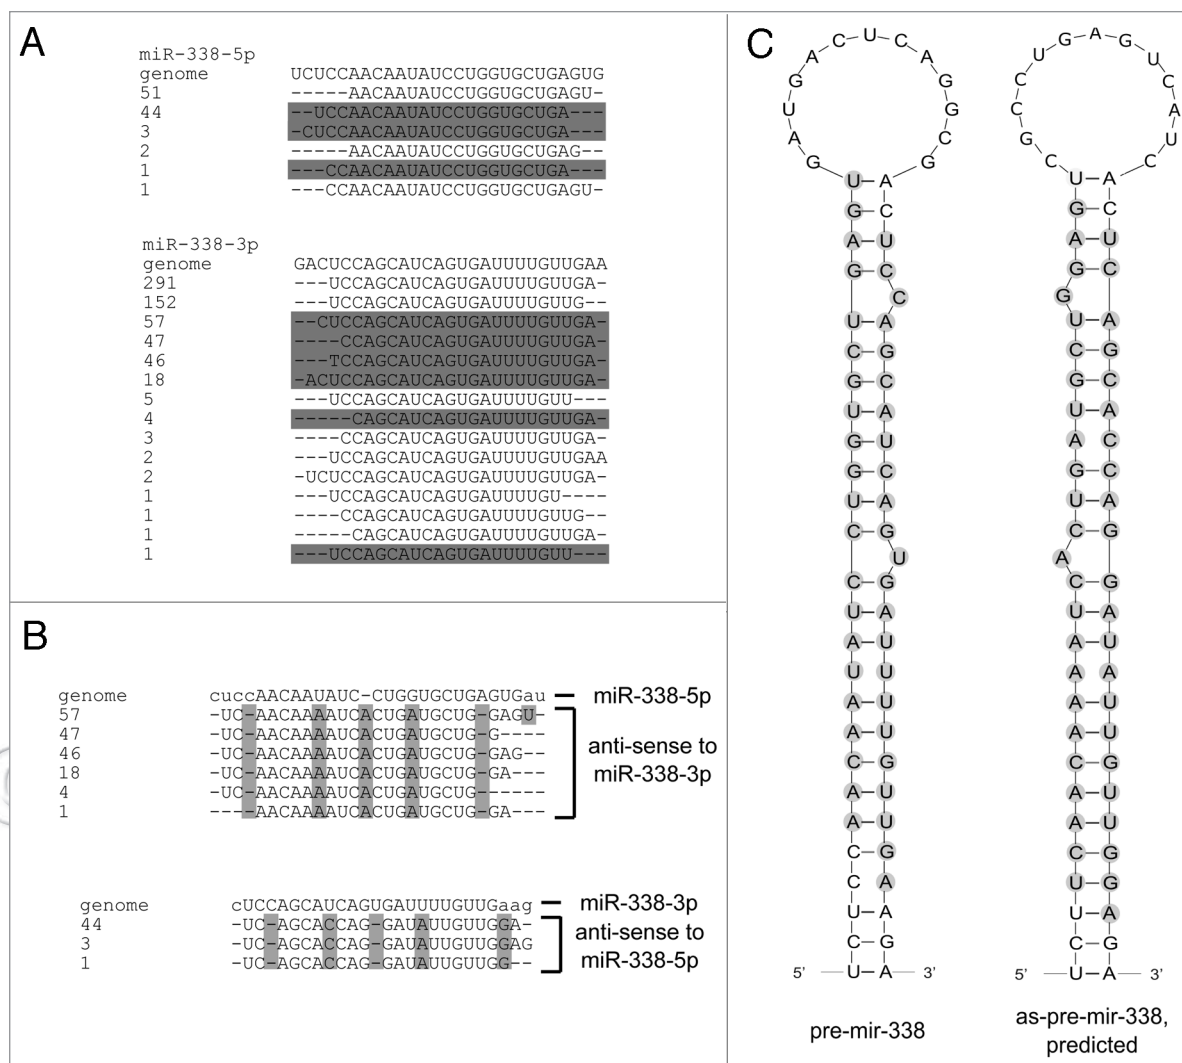 A
miR-338-5p
genome UCUCCAACAAUAUCCUGGUGCUGAGUG
51 -----AACAAUAUCCUGGUGCUGAGU-
44 --UCCAACAAUAUCCUGGUGCUGA---
3 -CUCCAACAAUAUCCUGGUGCUGA---
2 -----AACAAUAUCCUGGUGCUGAG--
1 ---CCAACAAUAUCCUGGUGCUGA---
1 ---CCAACAAUAUCCUGGUGCUGAGU-
miR-338-3p
genome GACUCCAGCAUCAGUGAUUUUGUUGAA
291 ---UCCAGCAUCAGUGAUUUUGUUGA-
152 ---UCCAGCAUCAGUGAUUUUGUUG--
57 --CUCCAGCAUCAGUGAUUUUGUUGA-
47 ----CCAGCAUCAGUGAUUUUGUUGA-
46 ---TCCAGCAUCAGUGAUUUUGUUGA-
18 -ACUCCAGCAUCAGUGAUUUUGUUGA-
5 ---UCCAGCAUCAGUGAUUUUGUU---
4 -----CAGCAUCAGUGAUUUUGUUGA-
3 ----CCAGCAUCAGUGAUUUUGUUGA-
2 ---UCCAGCAUCAGUGAUUUUGUUGAA
2 -UCUCCAGCAUCAGUGAUUUUGUUGA-
1 ---UCCAGCAUCAGUGAUUUUGU----
1 ----CCAGCAUCAGUGAUUUUGUUG--
1 -----CAGCAUCAGUGAUUUUGUUGA-
1 ---UCCAGCAUCAGUGAUUUUGUU---
B
genome cuccAACAAUAUC-CUGGUGCUGAGUGau miR-338-5p
57 -UC-AACAAAAUCACUGAUGCUG-GAGU-
47 -UC-AACAAAAUCACUGAUGCUG-G----
46 -UC-AACAAAAUCACUGAUGCUG-GAG--
18 -UC-AACAAAAUCACUGAUGCUG-GA---
4 -UC-AACAAAAUCACUGAUGCUG------
1 ----AACAAAAUCACUGAUGCUG-GA---
anti-sense to
miR-338-3p
genome cUCCAGCAUCAGUGAUUUUGUUGaag miR-338-3p
44 -UC-AGCACCAG-GAUAUUGUUGGA-
3 -UC-AGCACCAG-GAUAUUGUUGGAG
1 -UC-AGCACCAG-GAUAUUGUUGG--
anti-sense to
miR-338-5p
C
5' UCUCCAACAAUAUCCUGGUGCUGAGUGAUGACUCAGGCGACUCCAGCAUCAGUGAUUUUGUUGAAGA 3'
pre-mir-338
5' UCUUCAACAAAAUCACUGAUGCUGGAGUCGCCUGAGUCAUCACUCAGCACCAGGAUAUUGUUGGAGA 3'
as-pre-mir-338,
predicted